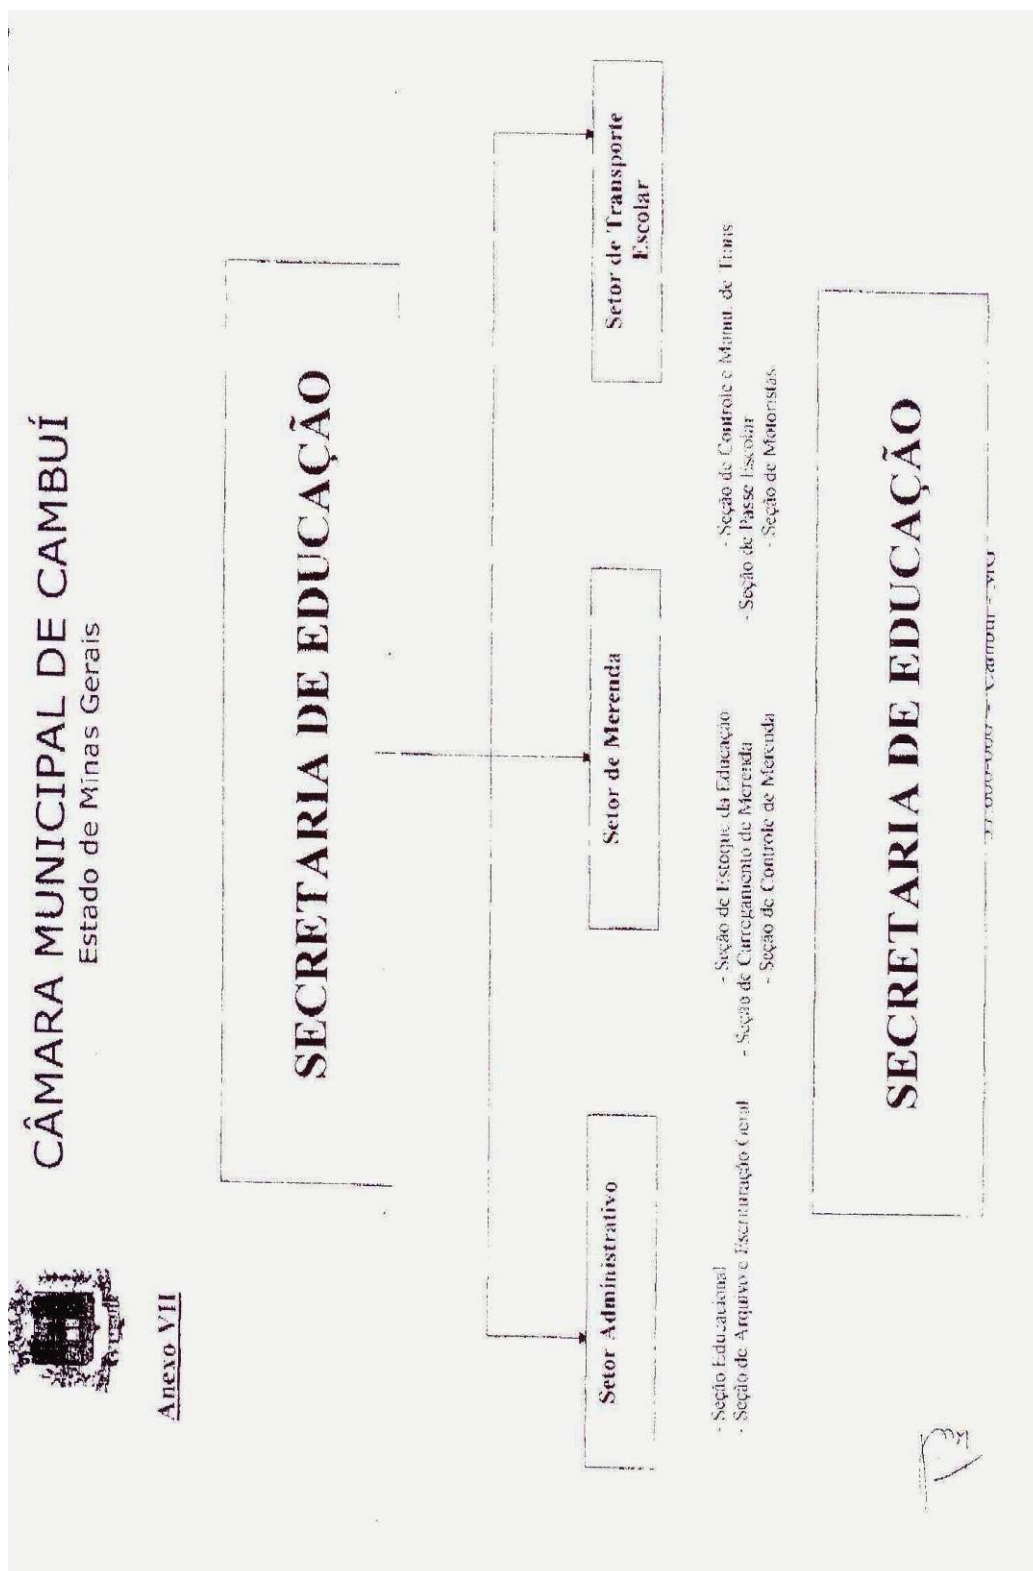 CÂMARA MUNICIPAL DE CAMBUÍ
Estado de Minas Gerais
Anexo VII
SECRETARIA DE EDUCAÇÃO
Setor Administrativo
- Seção Educacional
- Seção de Arquivo e Escrituração Geral
Setor de Merenda
- Seção de Estoque da Educação
- Seção de Carregamento de Merenda
- Seção de Controle de Merenda
Setor de Transporte
Escolar
- Seção de Controle e Manut. de Trans
- Seção de Passe Escolar
- Seção de Motoristas.
SECRETARIA DE EDUCAÇÃO
Cambuí - MG